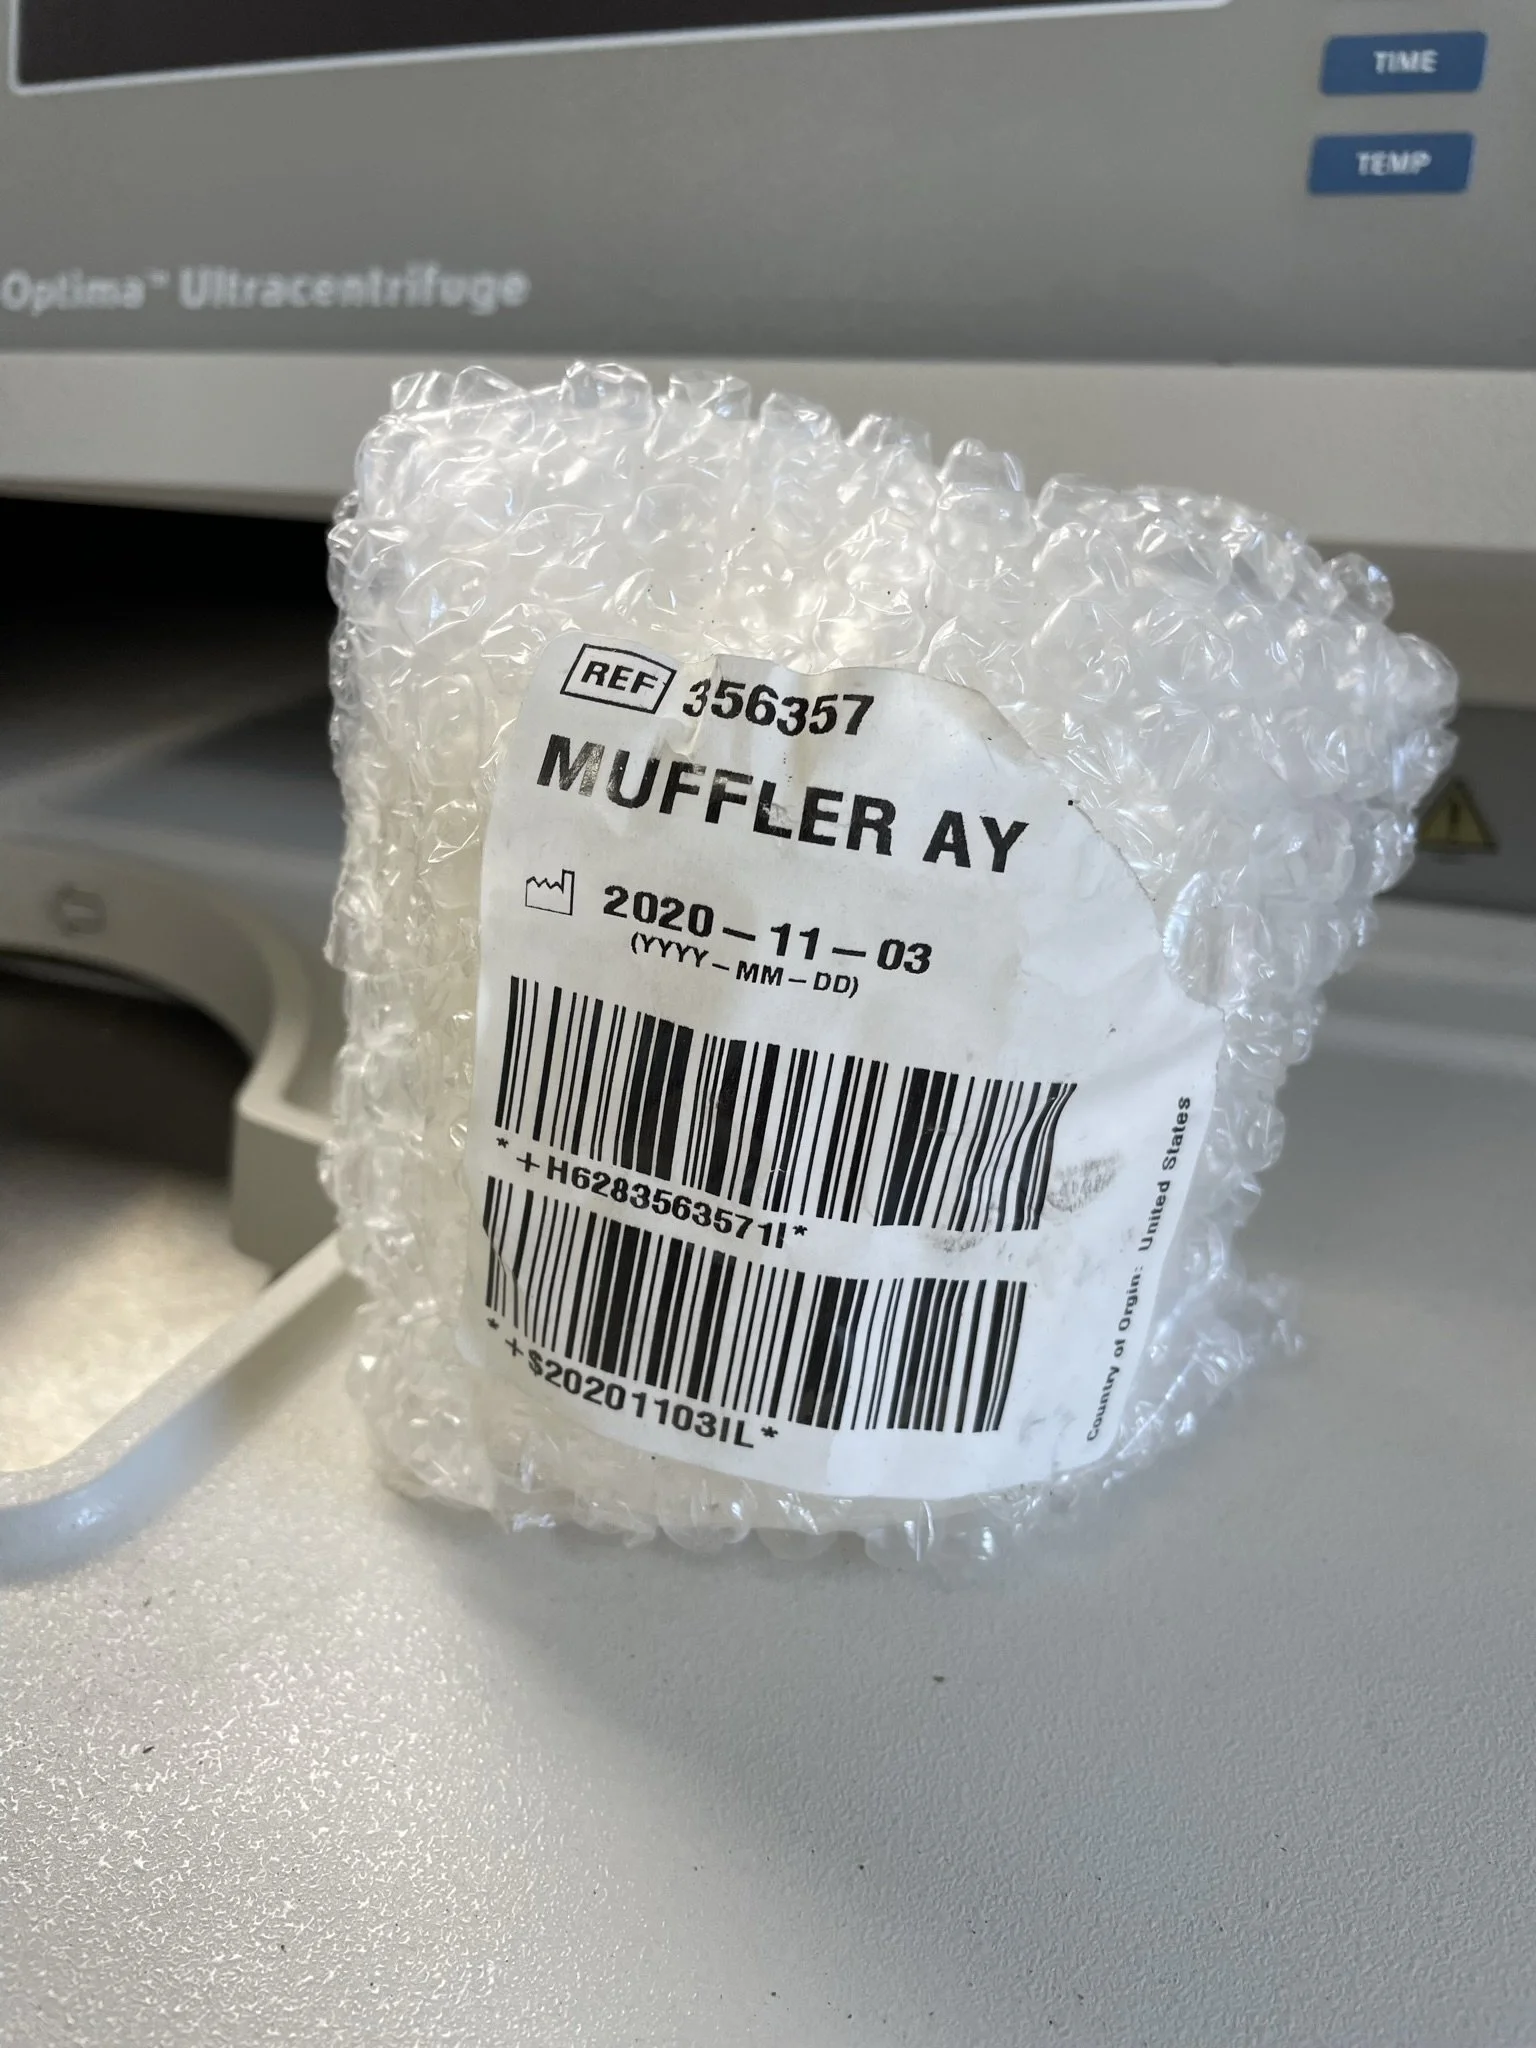 TIME
TEMP
Optima™ Ultracentrifuge
REF 356357
MUFFLER AY
2020-11-03
(YYYY-MM-DD)
*+H6283563571I*
*+$20201103IL*
Country of Orgin: United States